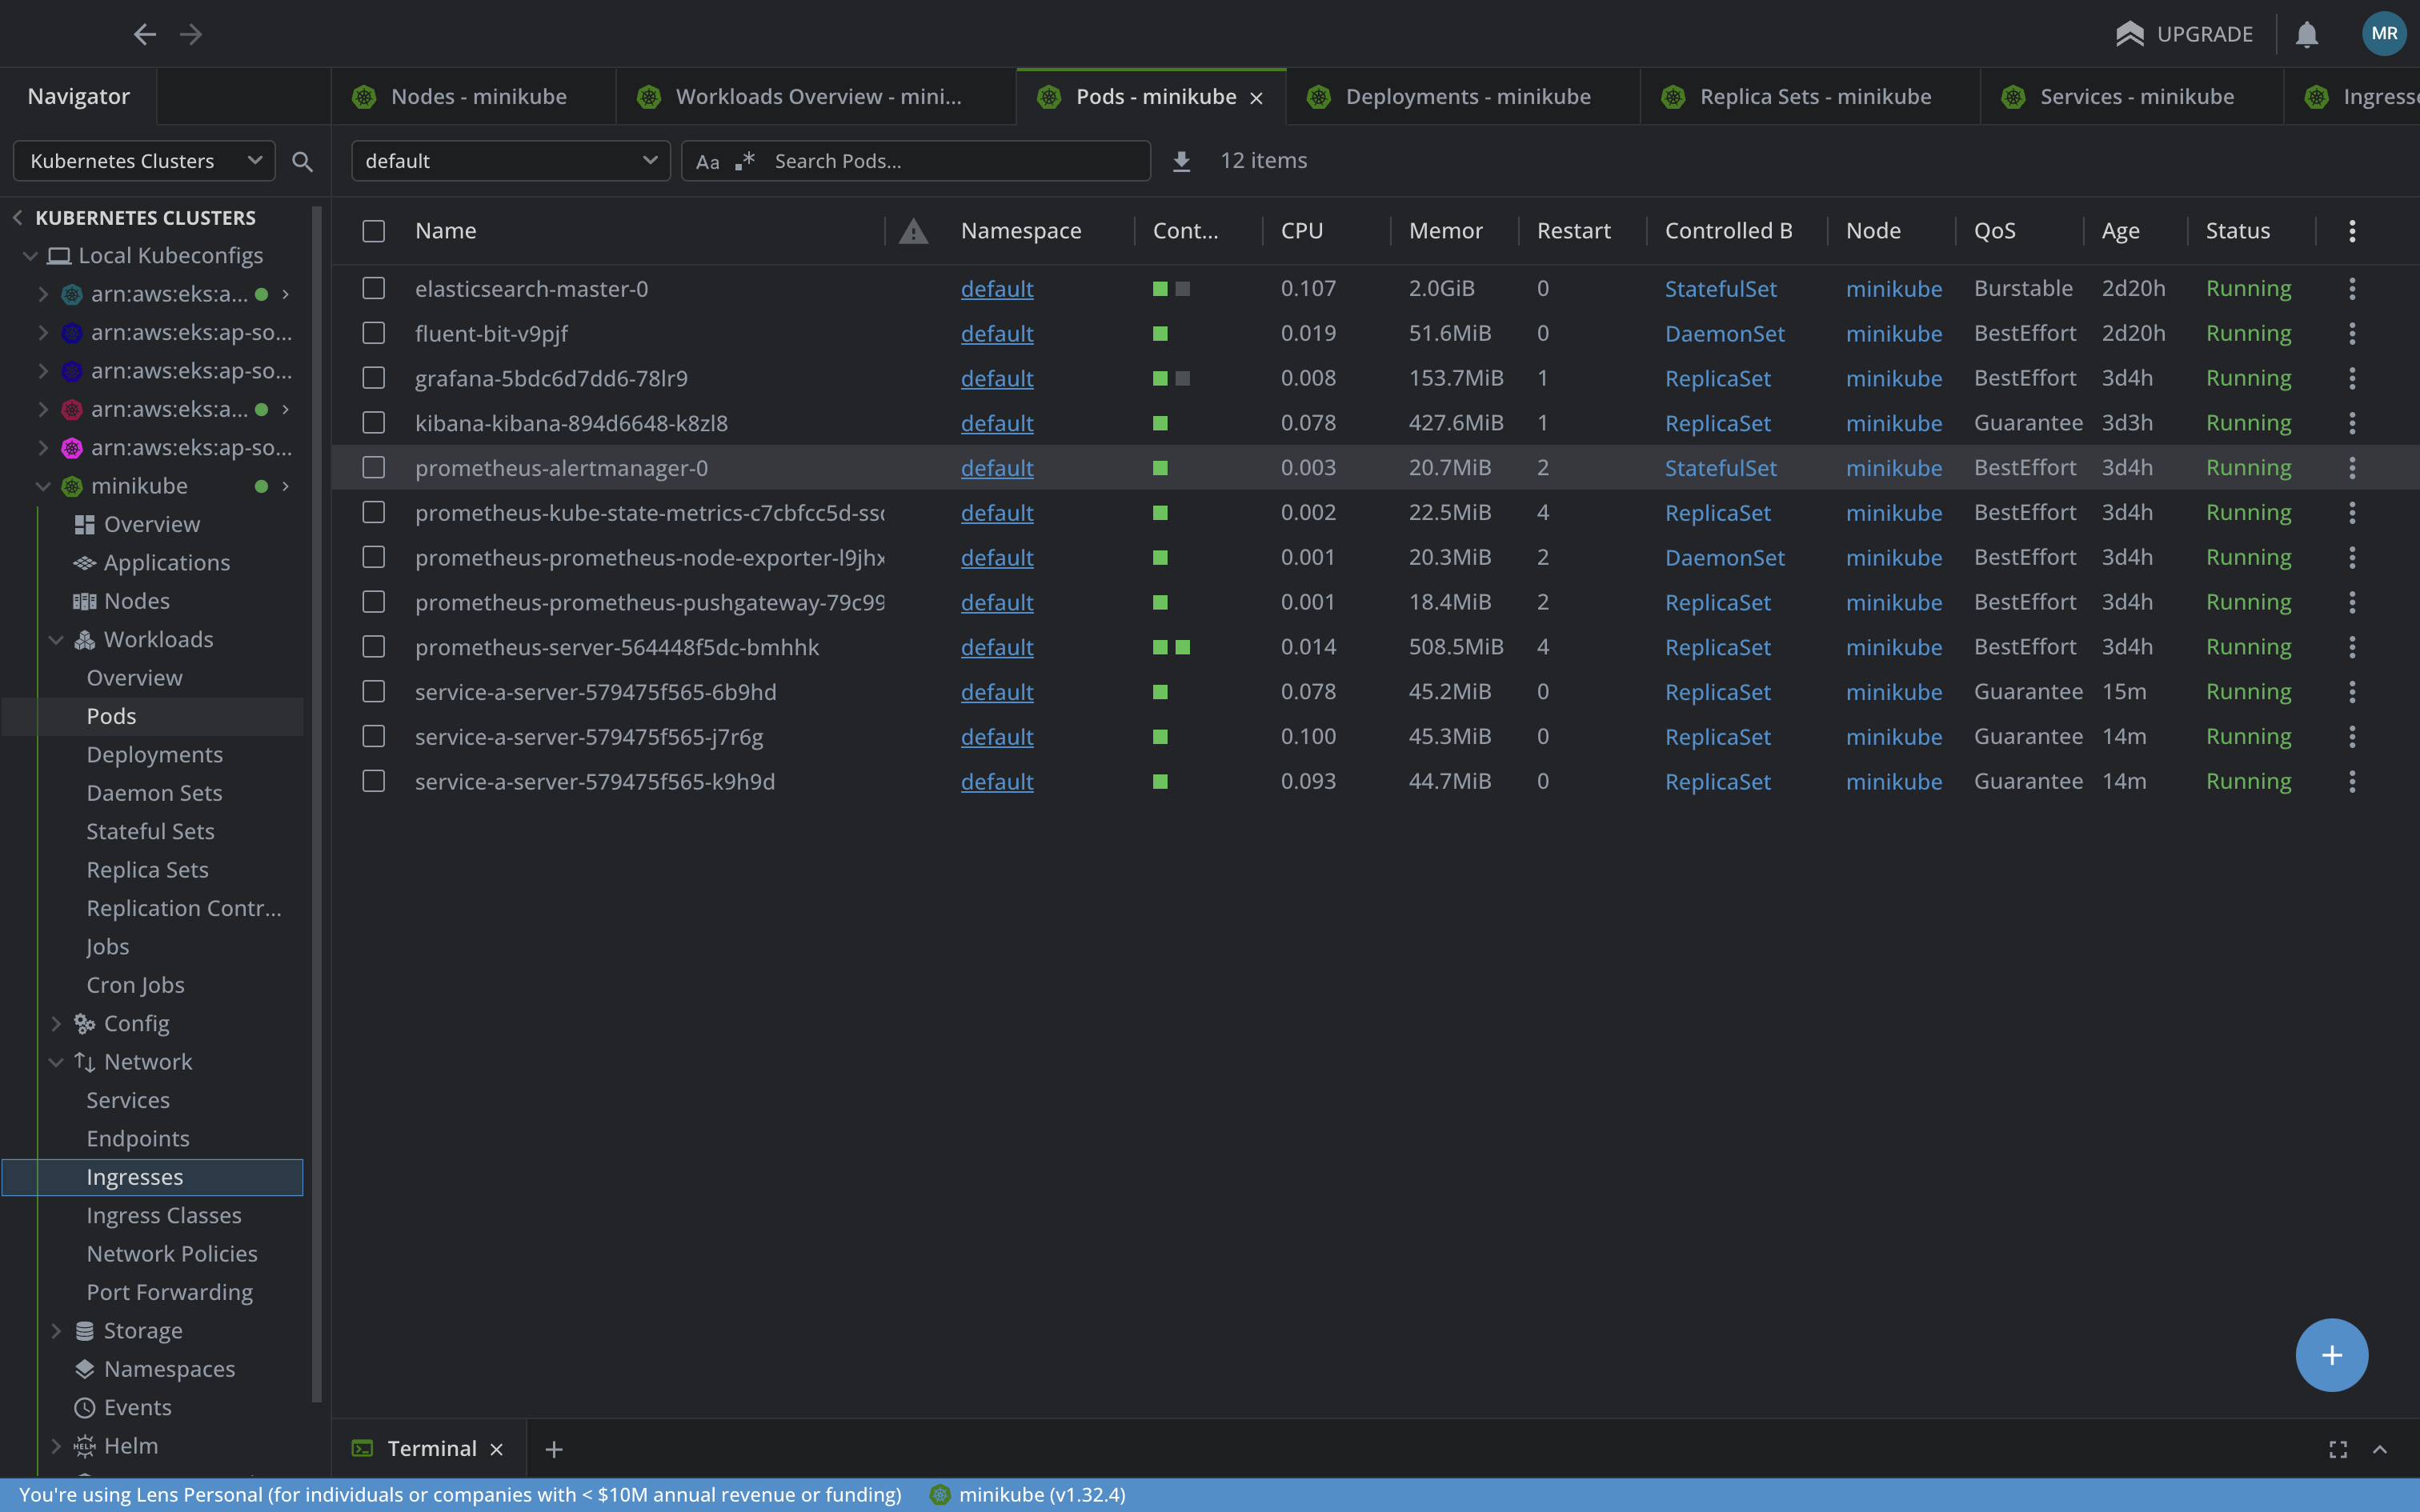 UPGRADE
MR
Navigator
Nodes - minikube
Workloads Overview - mini...
Pods - minikube
Deployments - minikube
Replica Sets - minikube
Services - minikube
Ingress
Kubernetes Clusters
default
Aa .* Search Pods...
12 items
KUBERNETES CLUSTERS
Local Kubeconfigs
arn:aws:eks:a...
arn:aws:eks:ap-so...
arn:aws:eks:ap-so...
arn:aws:eks:a...
arn:aws:eks:ap-so...
minikube
Overview
Applications
Nodes
Workloads
Overview
Pods
Deployments
Daemon Sets
Stateful Sets
Replica Sets
Replication Contr...
Jobs
Cron Jobs
Config
Network
Services
Endpoints
Ingresses
Ingress Classes
Network Policies
Port Forwarding
Storage
Namespaces
Events
HELM Helm
Name Namespace Cont... CPU Memor Restart Controlled B Node QoS Age Status
elasticsearch-master-0 default 0.107 2.0GiB 0 StatefulSet minikube Burstable 2d20h Running
fluent-bit-v9pjf default 0.019 51.6MiB 0 DaemonSet minikube BestEffort 2d20h Running
grafana-5bdc6d7dd6-78lr9 default 0.008 153.7MiB 1 ReplicaSet minikube BestEffort 3d4h Running
kibana-kibana-894d6648-k8zl8 default 0.078 427.6MiB 1 ReplicaSet minikube Guarantee 3d3h Running
prometheus-alertmanager-0 default 0.003 20.7MiB 2 StatefulSet minikube BestEffort 3d4h Running
prometheus-kube-state-metrics-c7cbfcc5d-ss default 0.002 22.5MiB 4 ReplicaSet minikube BestEffort 3d4h Running
prometheus-prometheus-node-exporter-l9jhx default 0.001 20.3MiB 2 DaemonSet minikube BestEffort 3d4h Running
prometheus-prometheus-pushgateway-79c99 default 0.001 18.4MiB 2 ReplicaSet minikube BestEffort 3d4h Running
prometheus-server-564448f5dc-bmhhk default 0.014 508.5MiB 4 ReplicaSet minikube BestEffort 3d4h Running
service-a-server-579475f565-6b9hd default 0.078 45.2MiB 0 ReplicaSet minikube Guarantee 15m Running
service-a-server-579475f565-j7r6g default 0.100 45.3MiB 0 ReplicaSet minikube Guarantee 14m Running
service-a-server-579475f565-k9h9d default 0.093 44.7MiB 0 ReplicaSet minikube Guarantee 14m Running
Terminal
You're using Lens Personal (for individuals or companies with < $10M annual revenue or funding)
minikube (v1.32.4)